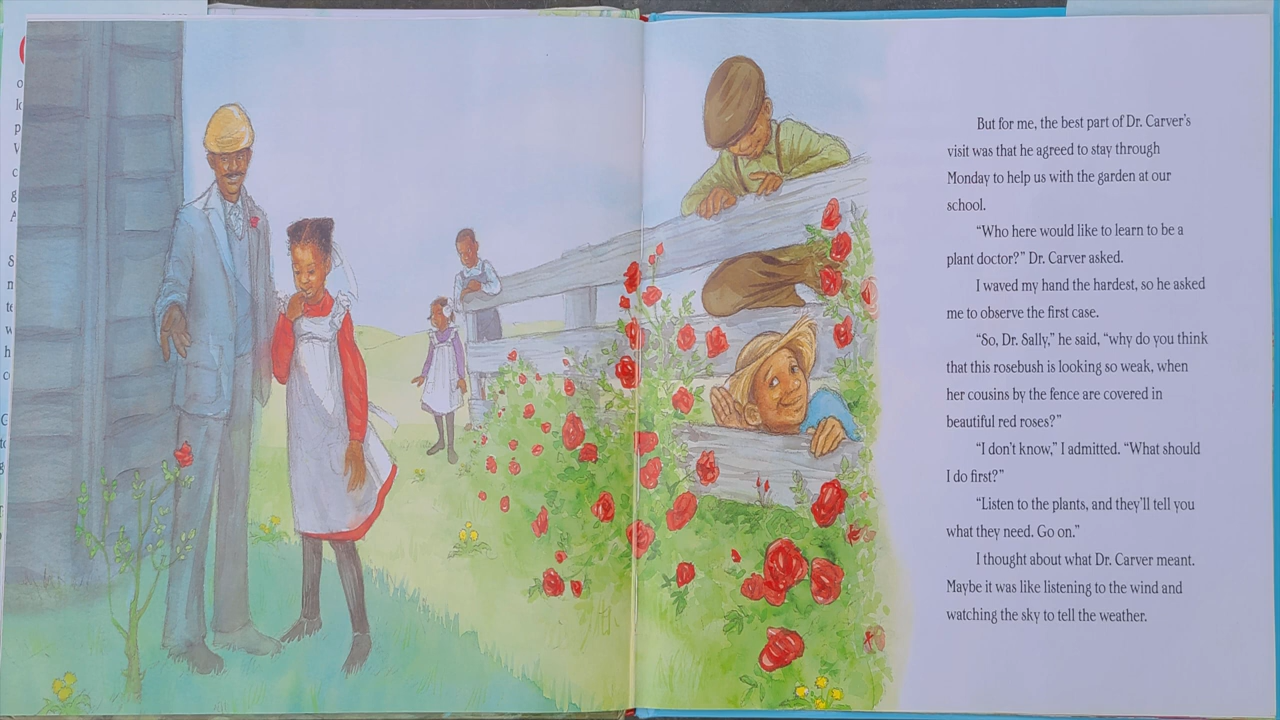 But for me, the best part of Dr. Carver's
visit was that he agreed to stay through
Monday to help us with the garden at our
school.
“Who here would like to learn to be a
plant doctor?” Dr. Carver asked.
I waved my hand the hardest, so he asked
me to observe the first case.
“So, Dr. Sally,” he said, “why do you think
that this rosebush is looking so weak, when
her cousins by the fence are covered in
beautiful red roses?”
“I don't know,” I admitted. “What should
I do first?”
“Listen to the plants, and they'll tell you
what they need. Go on.”
I thought about what Dr. Carver meant.
Maybe it was like listening to the wind and
watching the sky to tell the weather.